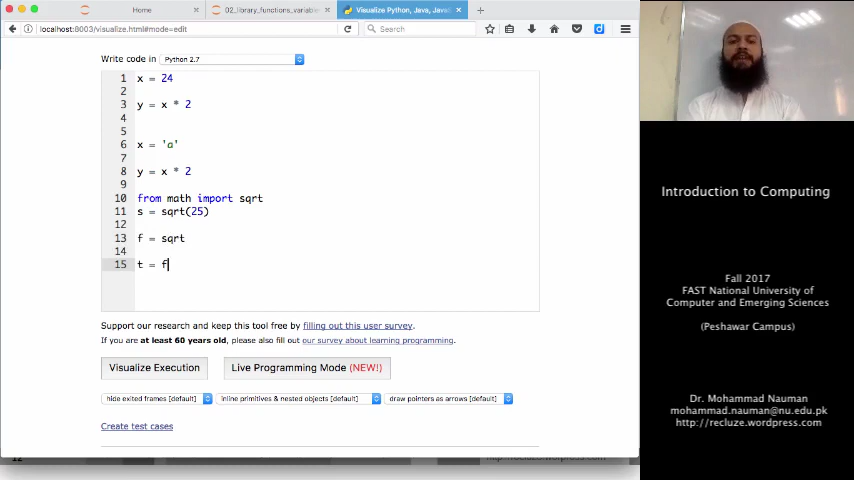 Home
02_library_functions_variable
Visualize Python, Java, Java
localhost:8003/visualize.html#mode=edit
Search
Write code in
Python 2.7
1 x = 24
2
3 y = x * 2
4
5
6 x = 'a'
7
8 y = x * 2
9
10 from math import sqrt
11 s = sqrt(25)
12
13 f = sqrt
14
15 t = f
Support our research and keep this tool free by filling out this user survey.
If you are at least 60 years old, please also fill out our survey about learning programming.
Visualize Execution
Live Programming Mode (NEW!)
hide exited frames [default]
inline primitives & nested objects [default]
draw pointers as arrows [default]
Create test cases
Introduction to Computing
Fall 2017
FAST National University of
Computer and Emerging Sciences
(Peshawar Campus)
Dr. Mohammad Nauman
mohammad.nauman@nu.edu.pk
http://recluze.wordpress.com